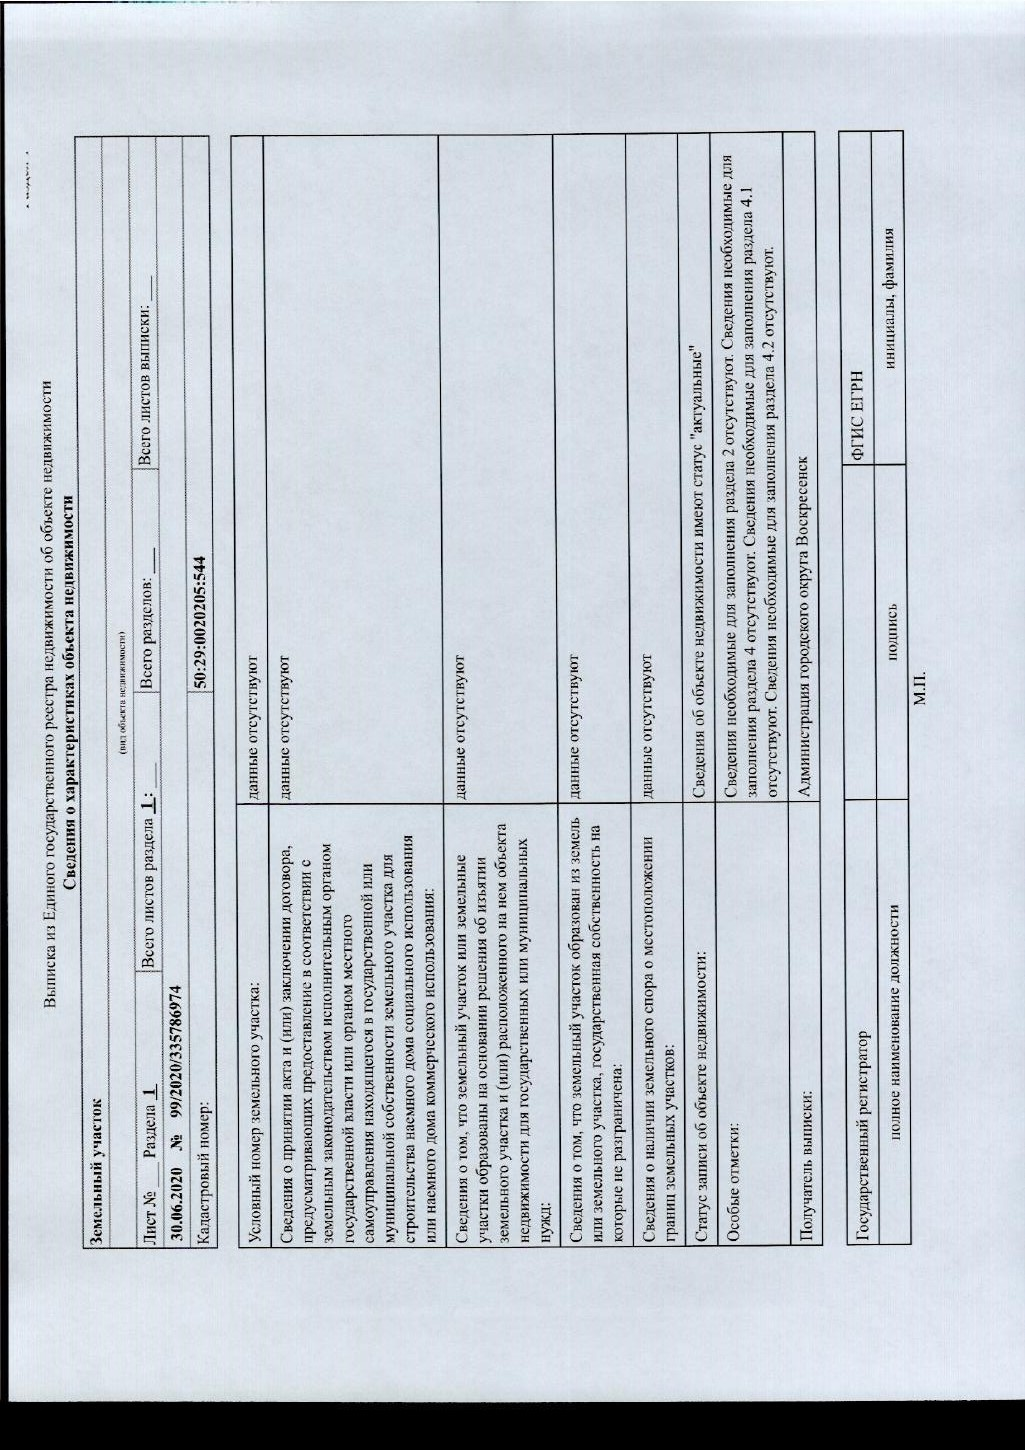 Выписка из Единого государственного реестра недвижимости об объекте недвижимости
Сведения о характеристиках объекта недвижимости
Земельный участок
(вид объекта недвижимости)
Лист № ___ Раздела 1 Всего листов раздела 1: ___ Всего разделов: ___ Всего листов выписки: ___
30.06.2020 № 99/2020/335786974
Кадастровый номер: 50:29:0020205:544
Условный номер земельного участка: данные отсутствуют
Сведения о принятии акта и (или) заключении договора, данные отсутствуют
предусматривающих предоставление в соответствии с
земельным законодательством исполнительным органом
государственной власти или органом местного
самоуправления находящегося в государственной или
муниципальной собственности земельного участка для
строительства наемного дома социального использования
или наемного дома коммерческого использования:
Сведения о том, что земельный участок или земельные данные отсутствуют
участки образованы на основании решения об изъятии
земельного участка и (или) расположенного на нем объекта
недвижимости для государственных или муниципальных
нужд:
Сведения о том, что земельный участок образован из земель данные отсутствуют
или земельного участка, государственная собственность на
которые не разграничена:
Сведения о наличии земельного спора о местоположении данные отсутствуют
границ земельных участков:
Статус записи об объекте недвижимости: Сведения об объекте недвижимости имеют статус "актуальные"
Особые отметки: Сведения необходимые для заполнения раздела 2 отсутствуют. Сведения необходимые для
заполнения раздела 4 отсутствуют. Сведения необходимые для заполнения раздела 4.1
отсутствуют. Сведения необходимые для заполнения раздела 4.2 отсутствуют.
Получатель выписки: Администрация городского округа Воскресенск
Государственный регистратор ФГИС ЕГРН
полное наименование должности подпись инициалы, фамилия
М.П.